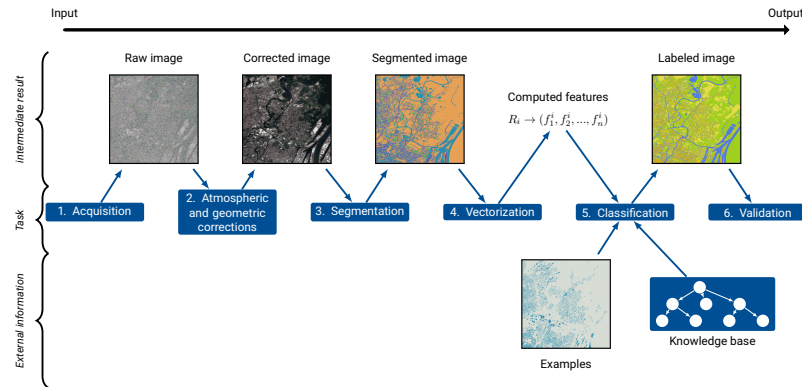 Input
Output
Raw image
Corrected image
Segmented image
Labeled image
Computed features
R_i → (f_1^i, f_2^i, ..., f_n^i)
intermediate result
1. Acquisition
2. Atmospheric
and geometric
corrections
3. Segmentation
4. Vectorization
5. Classification
6. Validation
Task
External information
Examples
Knowledge base